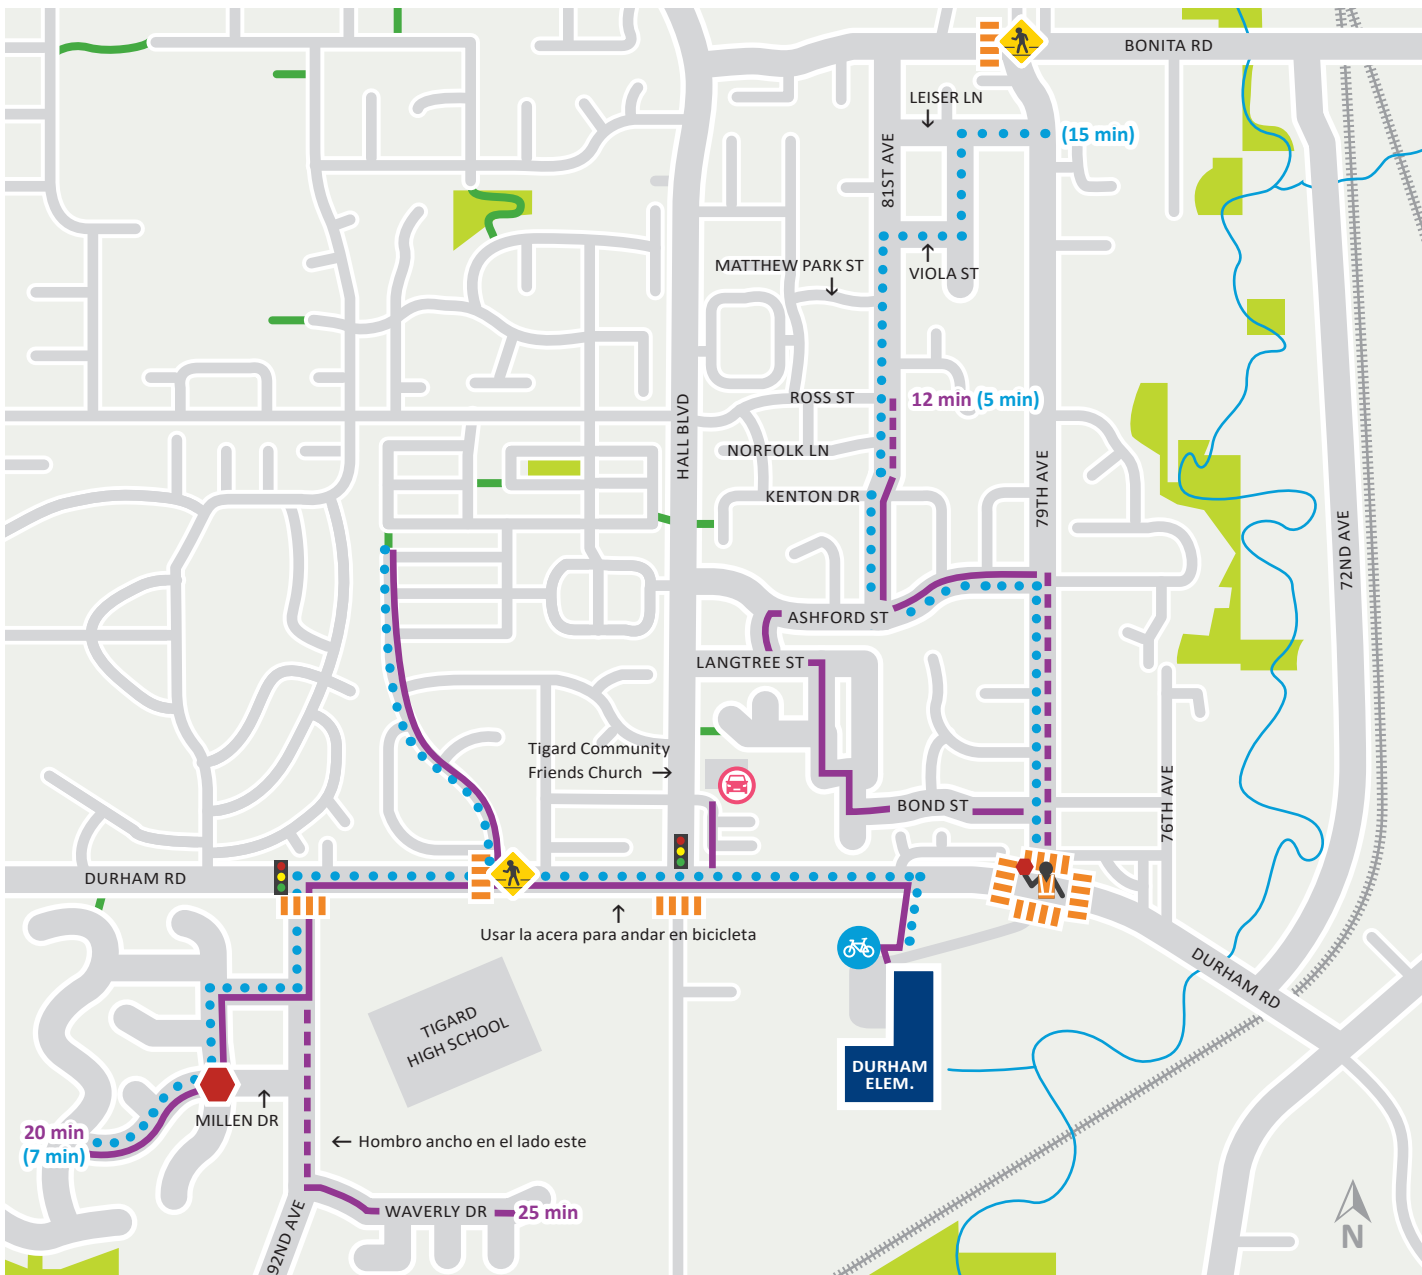 BONITA RD
LEISER LN
(15 min)
81ST AVE
MATTHEW PARK ST
VIOLA ST
ROSS ST
12 min (5 min)
HALL BLVD
NORFOLK LN
KENTON DR
79TH AVE
72ND AVE
ASHFORD ST
LANGTREE ST
Tigard Community
Friends Church
BOND ST
76TH AVE
DURHAM RD
Usar la acera para andar en bicicleta
DURHAM RD
TIGARD
HIGH SCHOOL
DURHAM
ELEM.
MILLEN DR
20 min
(7 min)
Hombro ancho en el lado este
WAVERLY DR
25 min
92ND AVE
N